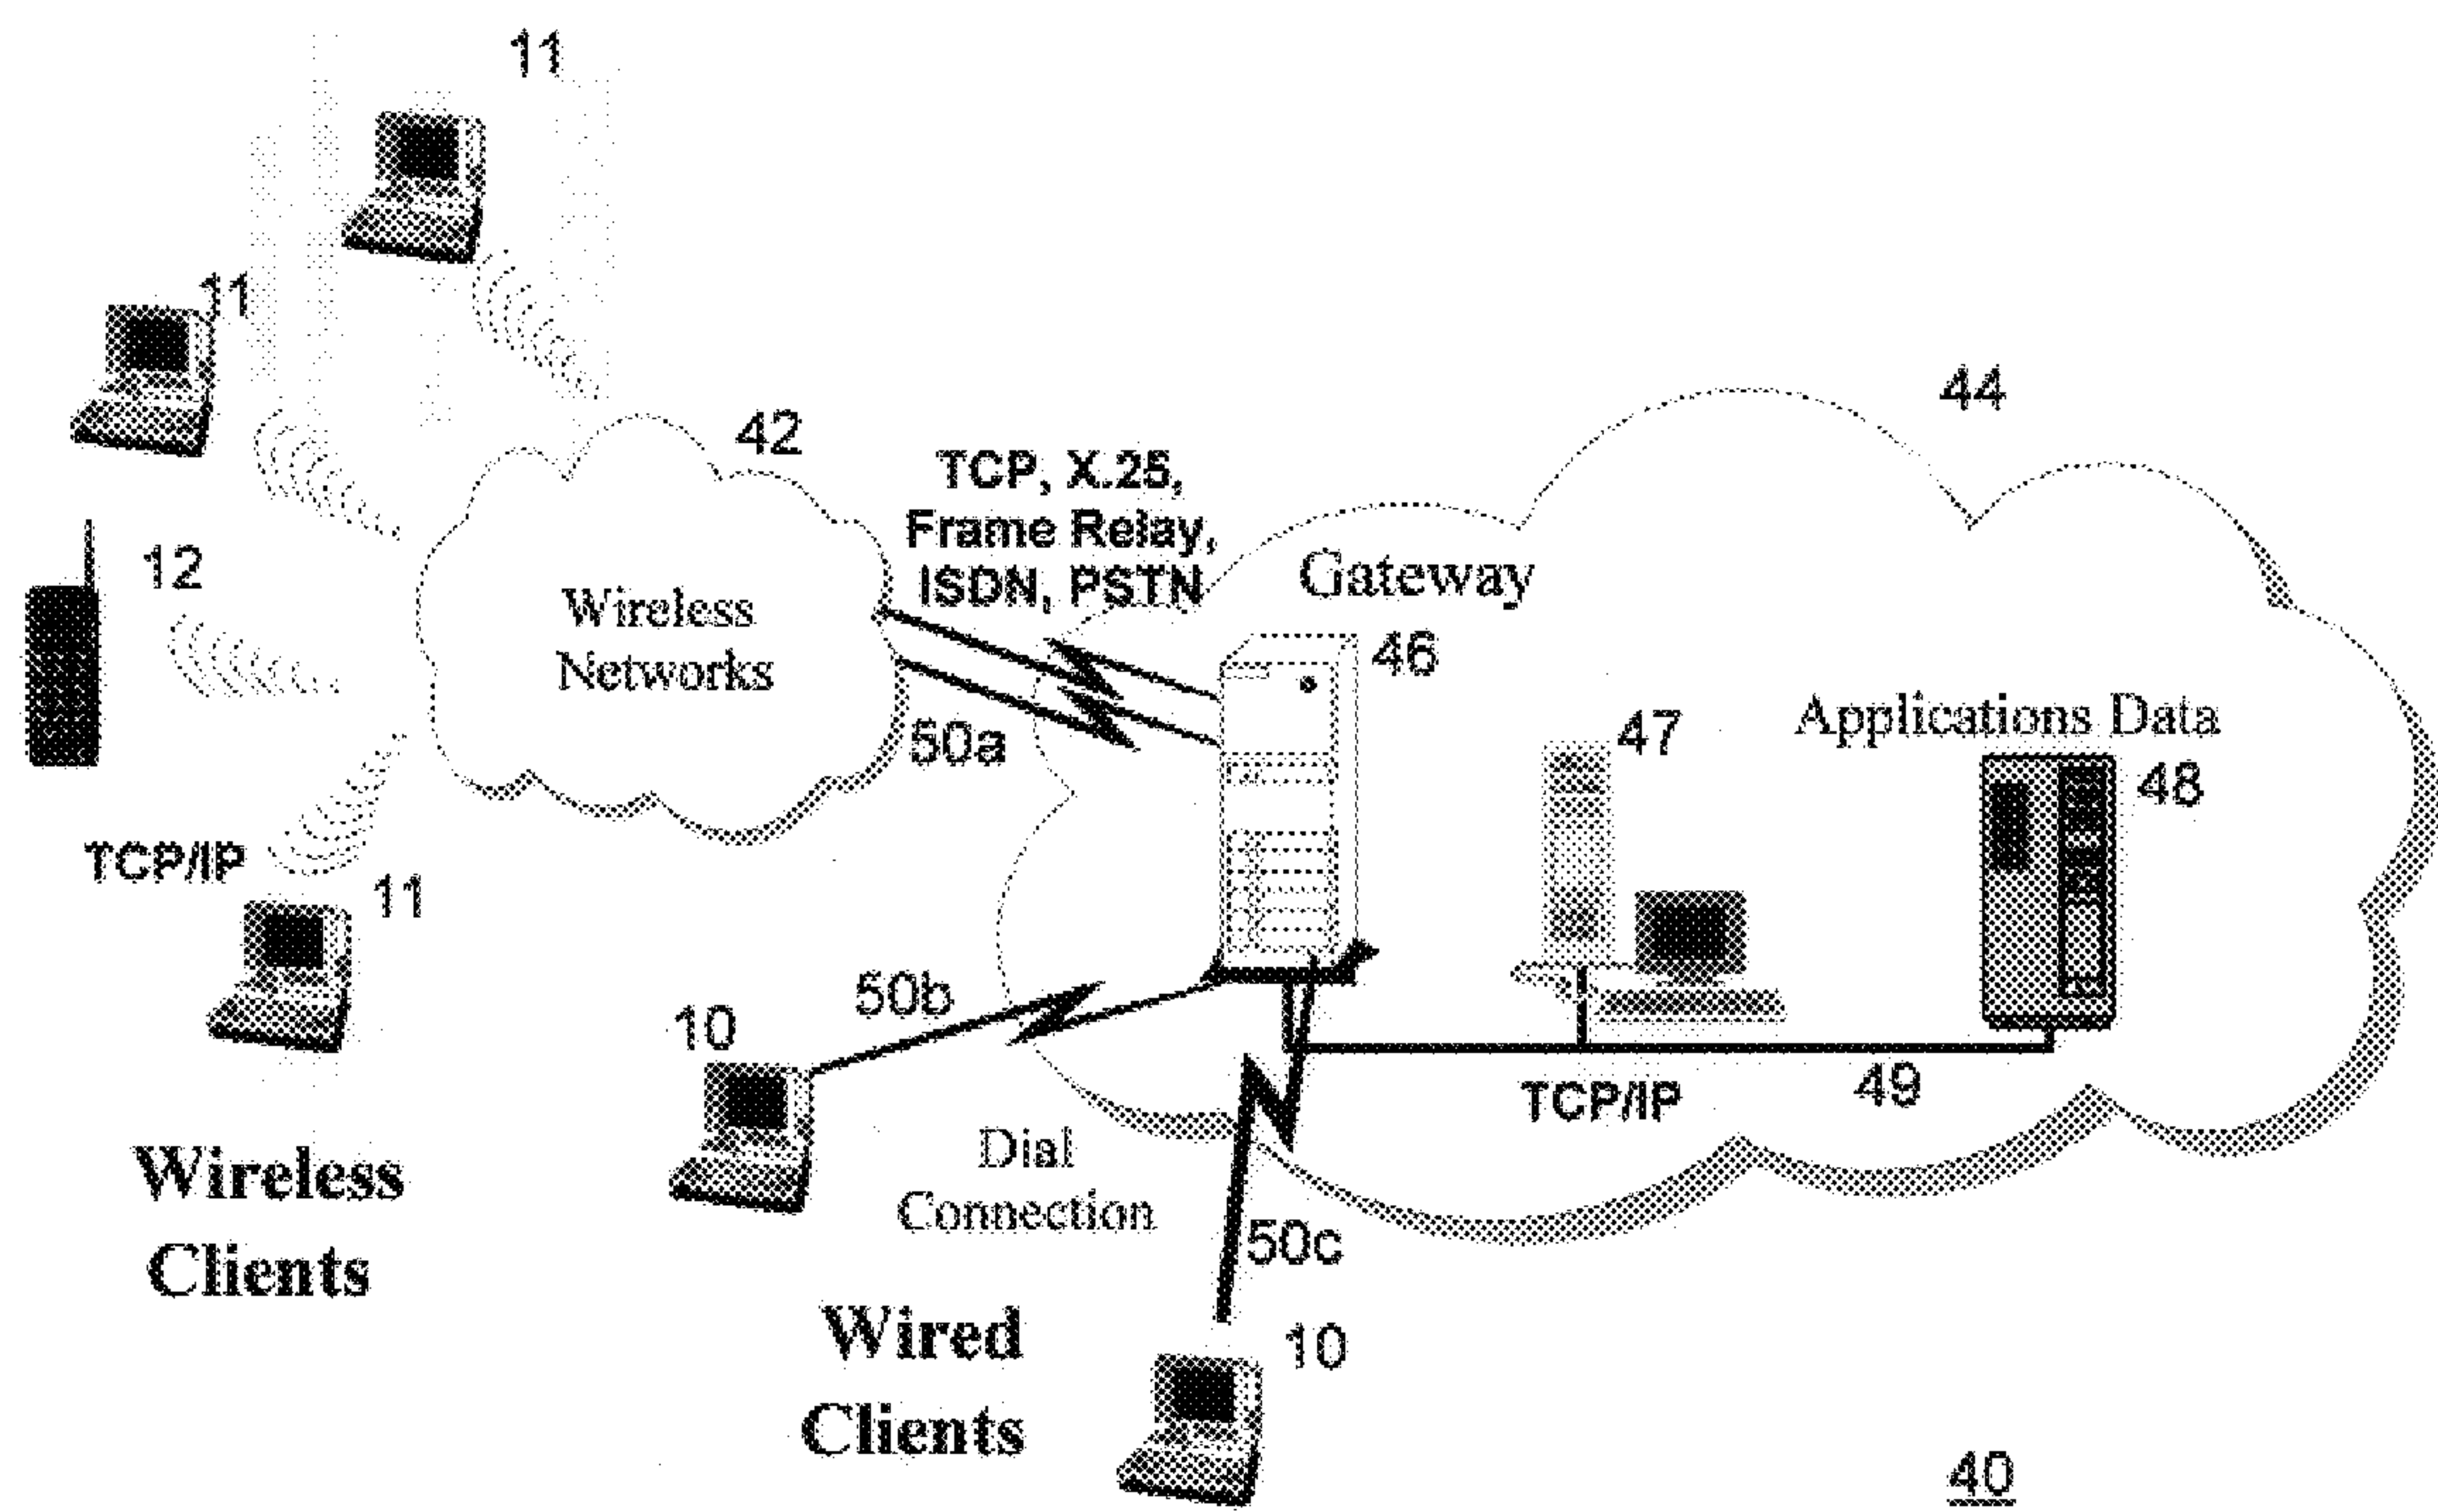 11
11
44
42
TCP, X.25,
Frame Relay,
ISDN, PSTN
12
Gateway
Wireless
Networks
46
47
Applications Data
50a
48
TCP/IP
11
50b
10
TCP/IP
49
Dial
Connection
Wireless
Clients
50c
Wired
Clients
10
40